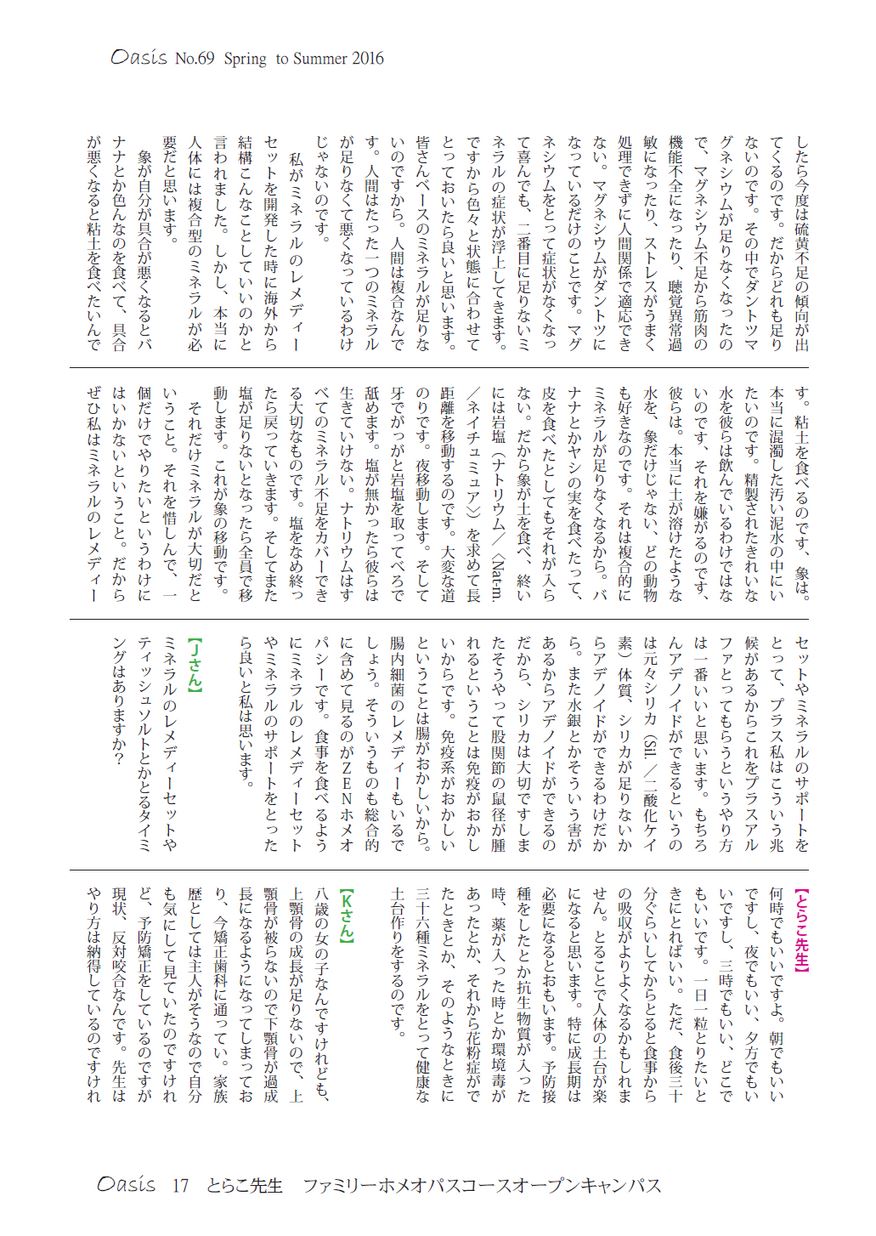 Oasis No.69 Spring to Summer 2016
したら今度は硫黄不足の傾向が出
てくるのです。だからどれも足り
ないのです。その中でダントツマ
グネシウムが足りなくなったの
で、マグネシウム不足から筋肉の
機能不全になったり、聴覚異常過
敏になったり、ストレスがうまく
処理できずに人間関係で適応でき
ない。マグネシウムがダントツに
なっているだけのことです。マグ
ネシウムをとって症状がなくなっ
て喜んでも、二番目に足りないミ
ネラルの症状が浮上してきます。
ですから色々と状態に合わせて
とっておいたら良いと思います。
皆さんベースのミネラルが足りな
いのですから。人間は複合なんで
す。人間はたった一つのミネラル
が足りなくて悪くなっているわけ
じゃないのです。
私がミネラルのレメディー
セットを開発した時に海外から
結構こんなことしていいのかと
言われました。しかし、本当に
人体には複合型のミネラルが必
要だと思います。
象が自分が具合が悪くなるとバ
ナナとか色んなのを食べて、具合
が悪くなると粘土を食べたいんで
す。粘土を食べるのです、象は。
本当に混濁した汚い泥水の中にい
たいのです。精製されたきれいな
水を彼らは飲んでいるわけではな
いのです、それを嫌がるのです、
彼らは。本当に土が溶けたような
水を、象だけじゃない、どの動物
も好きなのです。それは複合的に
ミネラルが足りなくなるから。バ
ナナとかヤシの実を食べたって、
皮を食べたとしてもそれが入ら
ない。だから象が土を食べ、終い
には岩塩（ナトリウム／〈Nat-m.
／ネイチュミュア〉）を求めて長
距離を移動するのです。大変な道
のりです。夜移動します。そして
牙でがっがと岩塩を取ってべろで
舐めます。塩が無かったら彼らは
生きていけない。ナトリウムはす
べてのミネラル不足をカバーでき
る大切なものです。塩をなめ終っ
たら戻っていきます。そしてまた
塩が足りないとなったら全員で移
動します。これが象の移動です。
それだけミネラルが大切だと
いうこと。それを惜しんで、一
個だけでやりたいというわけに
はいかないということ。だから
ぜひ私はミネラルのレメディー
セットやミネラルのサポートを
とって、プラス私はこういう兆
候があるからこれをプラスアル
ファとってもらうというやり方
は一番いいと思います。もちろ
んアデノイドができるというの
は元々シリカ（Sil.／二酸化ケイ
素）体質、シリカが足りないか
らアデノイドができるわけだか
ら。また水銀とかそういう害が
あるからアデノイドができるの
だから、シリカは大切ですしま
たそうやって股関節の鼠径が腫
れるということは免疫がおかし
いからです。免疫系がおかしい
ということは腸がおかしいから。
腸内細菌のレメディーもいるで
しょう。そういうものも総合的
に含めて見るのがＺＥＮホメオ
パシーです。食事を食べるよう
にミネラルのレメディーセット
やミネラルのサポートをとった
ら良いと私は思います。
【Ｊさん】
ミネラルのレメディーセットや
ティッシュソルトとかとるタイミ
ングはありますか？
【とらこ先生】
何時でもいいですよ。朝でもいい
ですし、夜でもいい、夕方でもい
いですし、三時でもいい、どこで
もいいです。一日一粒とりたいと
きにとればいい。ただ、食後三十
分ぐらいしてからとると食事から
の吸収がよりよくなるかもしれま
せん。とることで人体の土台が楽
になると思います。特に成長期は
必要になるとおもいます。予防接
種をしたとか抗生物質が入った
時、薬が入った時とか環境毒が
あったとか、それから花粉症がで
たときとか、そのようなときに
三十六種ミネラルをとって健康な
土台作りをするのです。
【Ｋさん】
八歳の女の子なんですけれども、
上顎骨の成長が足りないので、上
顎骨が被らないので下顎骨が過成
長になるようになってしまってお
り、今矯正歯科に通ってい。家族
歴としては主人がそうなので自分
も気にして見ていたのですけれ
ど、予防矯正をしているのですが
現状、反対咬合なんです。先生は
やり方は納得しているのですけれ
Oasis 17 とらこ先生 ファミリーホメオパスコースオープンキャンパス